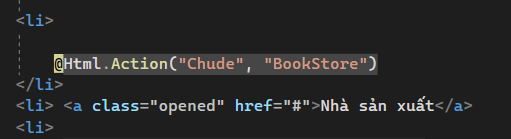 <li>
@Html.Action("Chude", "BookStore")
</li>
<li> <a class="opened" href="#">Nhà sản xuất</a>
<li>